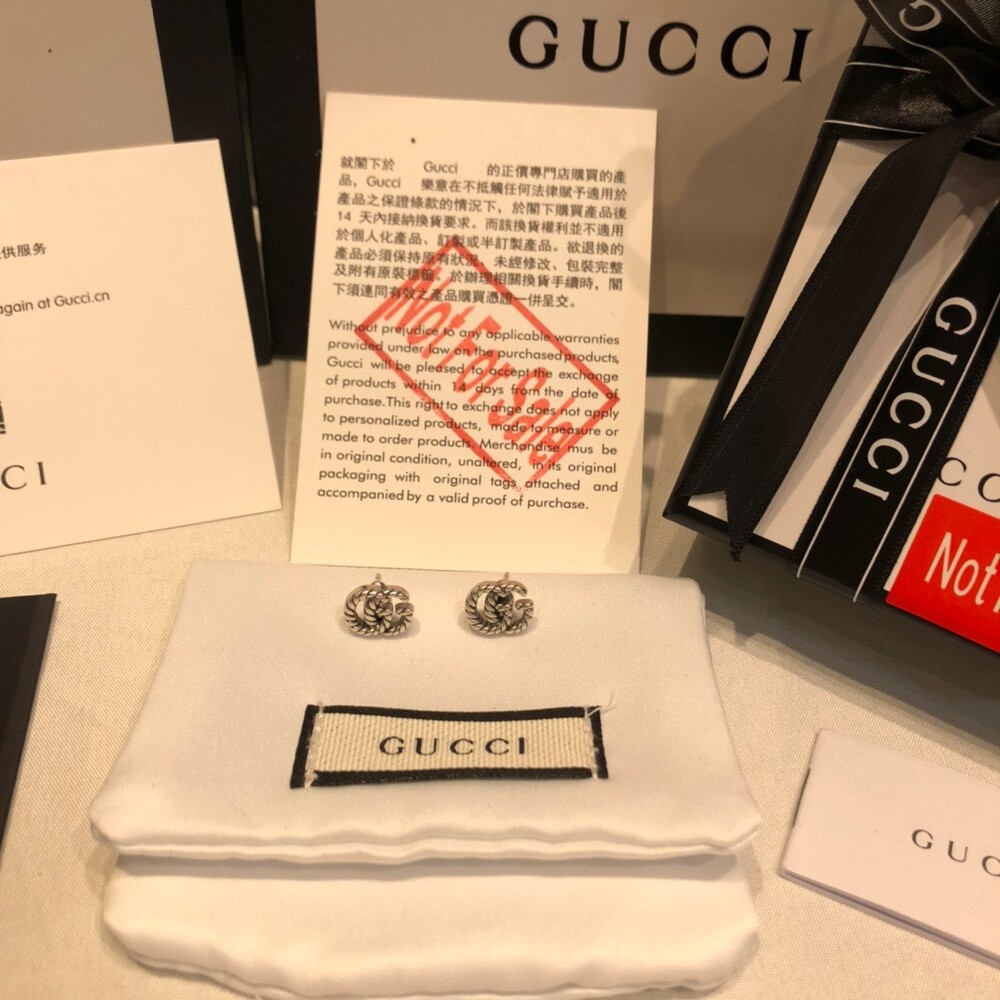 GUCCI
就閣下於 Gucci 的正價專門店購買的產
品，Gucci 樂意在不抵觸任何法律賦予適用於
產品之保證條款的情況下，於閣下購買產品後
14 天內接納換貨要求。而該換貨權利並不適用
於個人化產品、訂製或半訂製產品。欲退換的
產品必須保持原有狀況、未經修改、包裝完整
及附有原裝標籤。於辦理相關換貨手續時，閣
下須連同有效之產品購買憑證一併呈交。
Without prejudice to any applicable warranties
provided under law on the purchased products,
Gucci will be pleased to accept the exchange
of products within 14 days from the date of
purchase. This right to exchange does not apply
to personalized products, made to measure or
made to order products. Merchandise mus be
in original condition, unaltered, in its original
packaging with original tags attached and
accompanied by a valid proof of purchase.
Not For Sale!
供服务
again at Gucci.cn
CCI
GUCCI
CC
Not
GUCCI
GUC